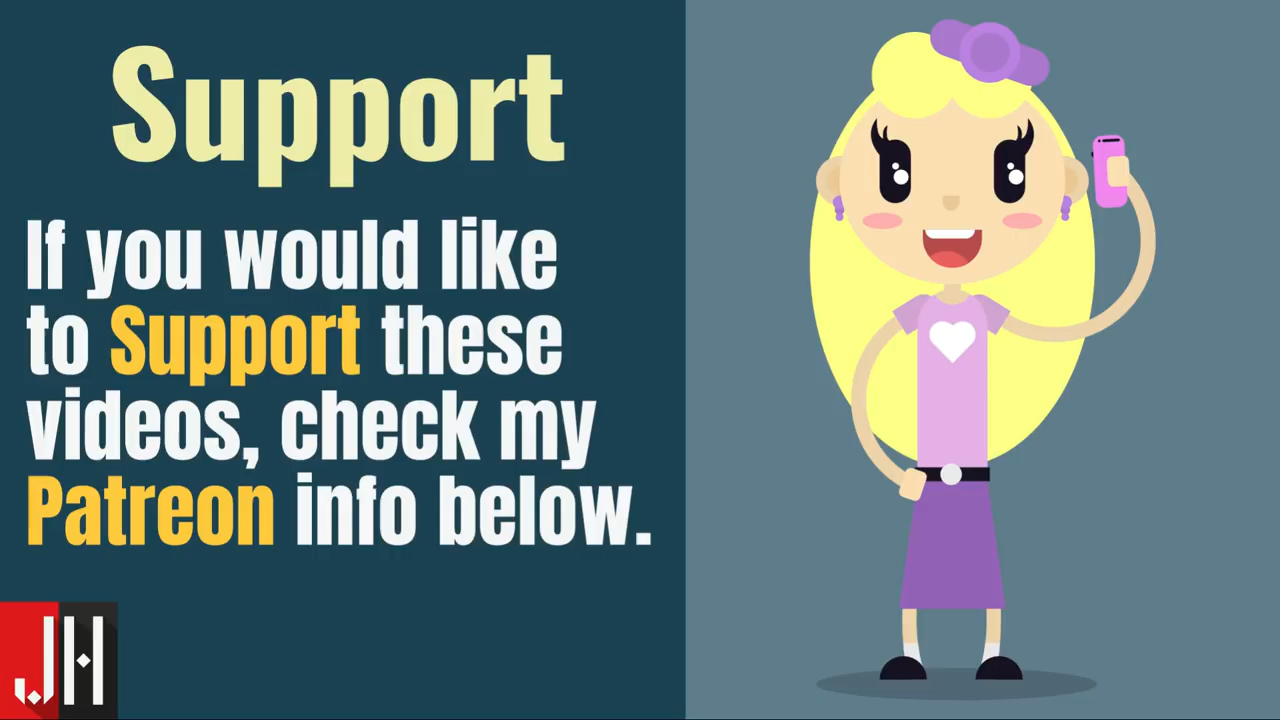 Support
If you would like
to Support these
videos, check my
Patreon info below.
JH